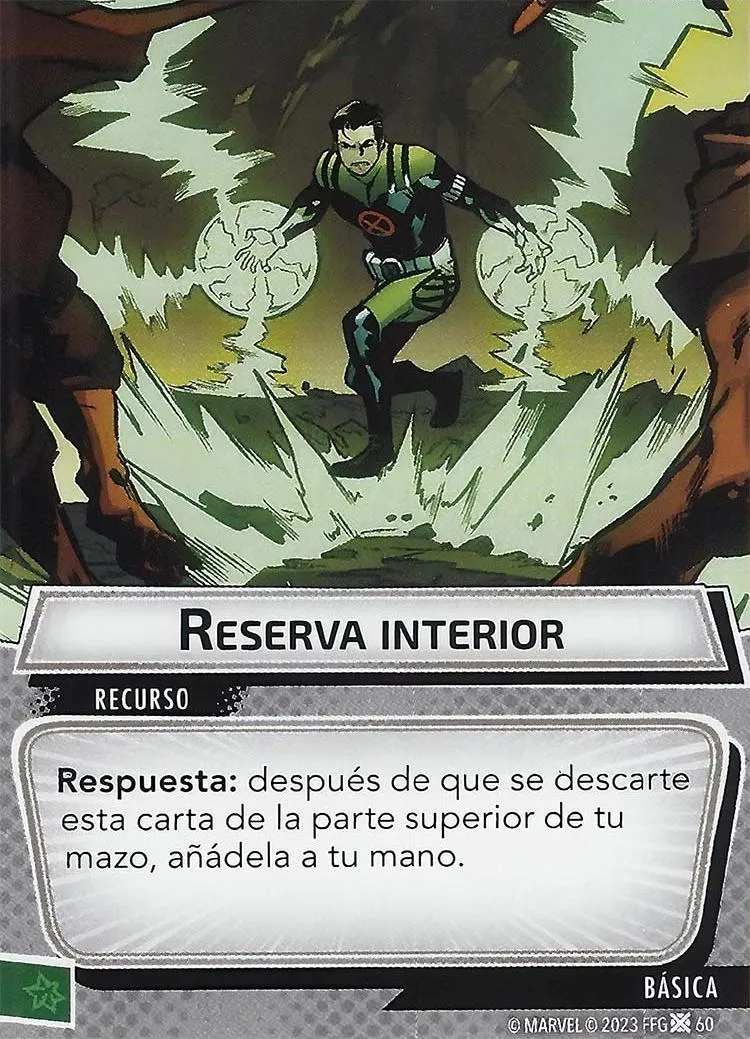 RESERVA INTERIOR
RECURSO
Respuesta: después de que se descarte
esta carta de la parte superior de tu
mazo, añádela a tu mano.
BÁSICA
© MARVEL © 2023 FFG 60